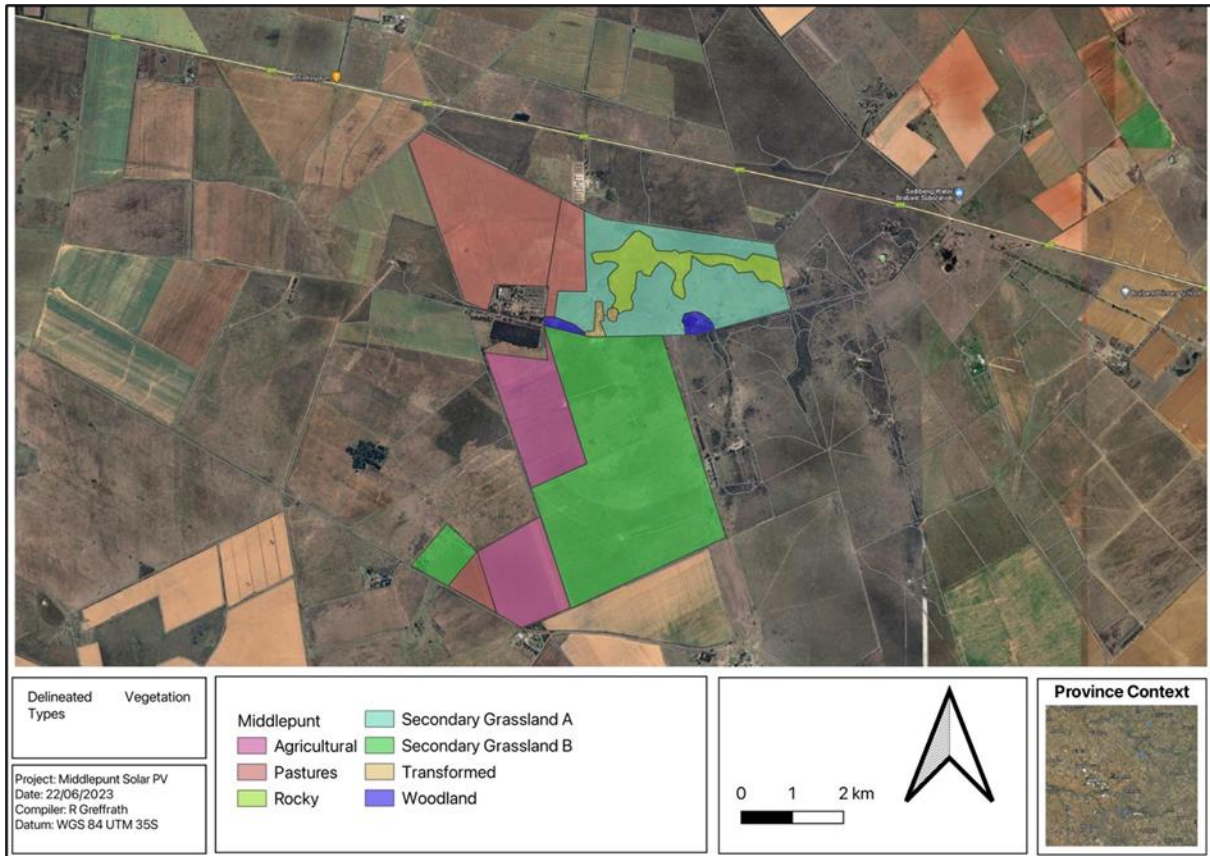 Sedibeng Water
Brabant Substation
Delineated Vegetation
Types
Project: Middlepunt Solar PV
Date: 22/06/2023
Compiler: R Greffrath
Datum: WGS 84 UTM 35S
Middlepunt
Agricultural
Pastures
Rocky
Secondary Grassland A
Secondary Grassland B
Transformed
Woodland
0 1 2 km
Province Context